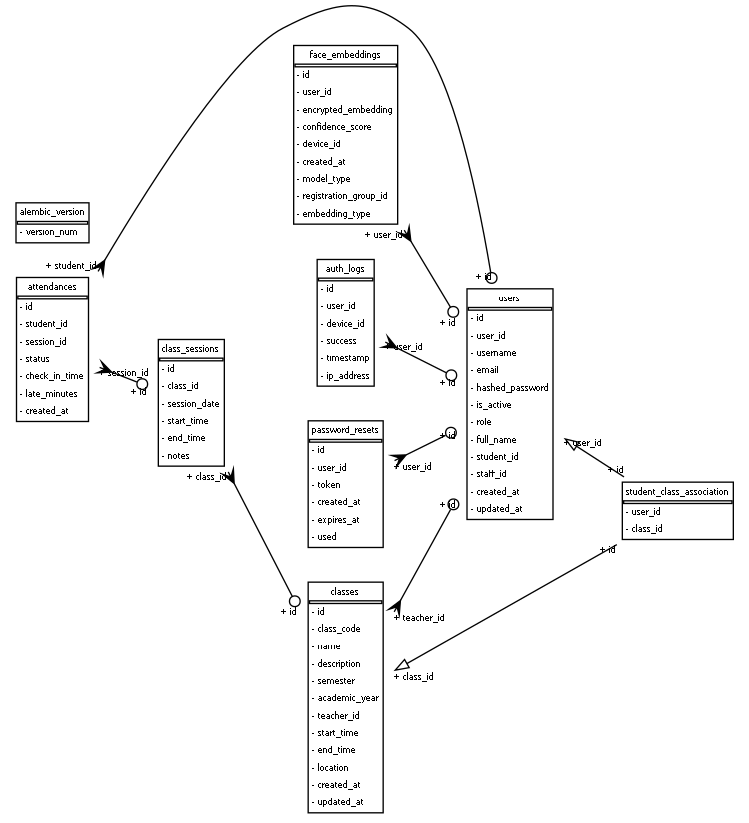 face_embeddings
- id
- user_id
- encrypted_embedding
- confidence_score
- device_id
- created_at
- model_type
- registration_group_id
- embedding_type
alembic_version
- version_num
+ user_id
+ student_id
attendances
- id
- student_id
- session_id
- status
- check_in_time
- late_minutes
- created_at
auth_logs
- id
- user_id
- device_id
- success
- timestamp
- ip_address
+ id
users
- id
- user_id
- username
- email
- hashed_password
- is_active
- role
- full_name
- student_id
- staff_id
- created_at
- updated_at
+ id
+ user_id
+ id
class_sessions
- id
- class_id
- session_date
- start_time
- end_time
- notes
+ session_id
+ id
password_resets
- id
- user_id
- token
- created_at
- expires_at
- used
+ id
+ user_id
+ user_id
+ id
student_class_association
- user_id
- class_id
+ class_id
+ id
+ id
classes
- id
- class_code
- name
- description
- semester
- academic_year
- teacher_id
- start_time
- end_time
- location
- created_at
- updated_at
+ id
+ teacher_id
+ class_id